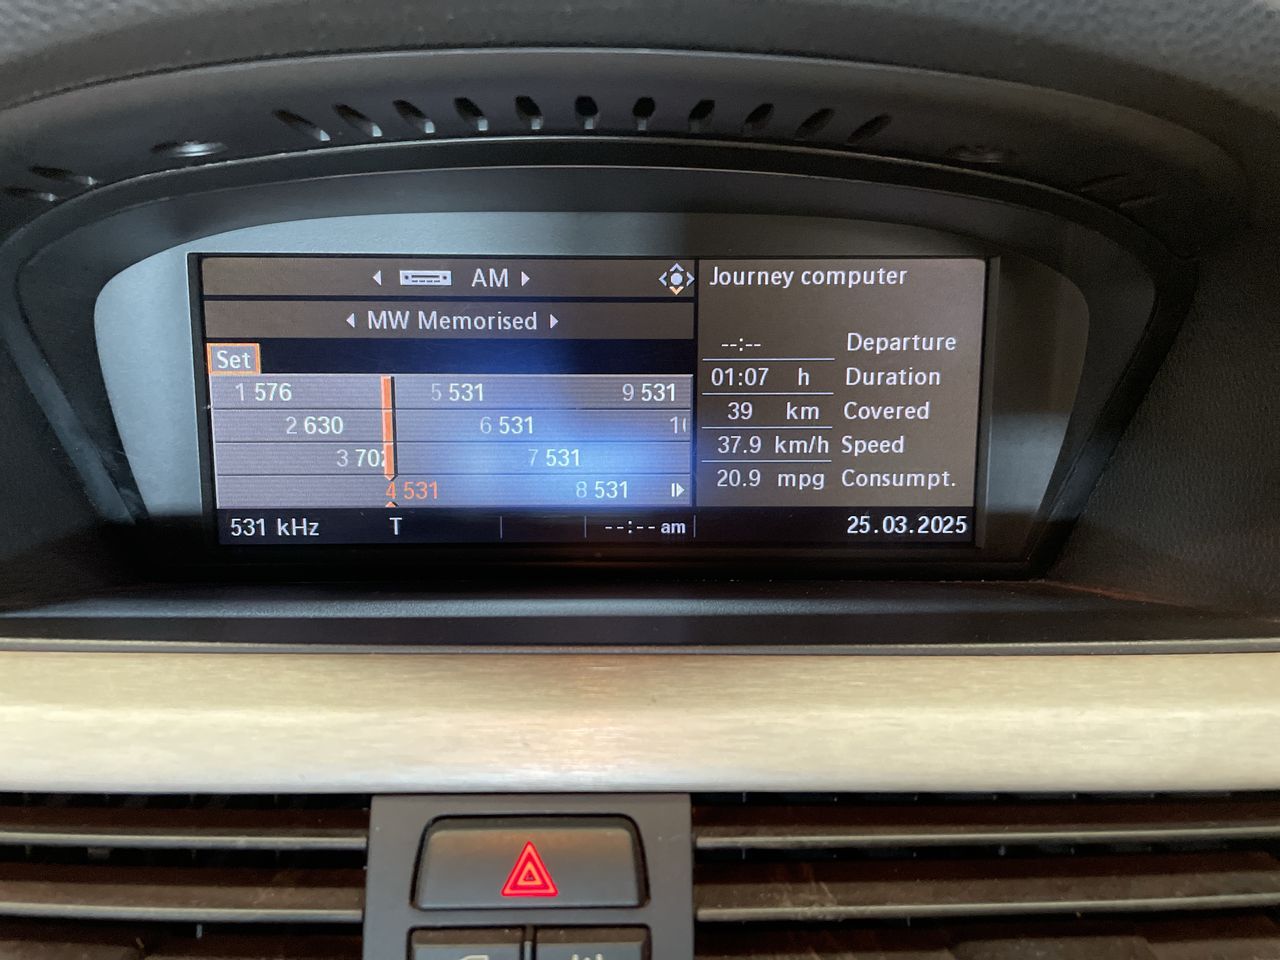 AM
MW Memorised
Set
1 576 5 531 9 531
2 630 6 531
3 702 7 531
4 531 8 531
531 kHz T --:-- am
Journey computer
--:-- Departure
01:07 h Duration
39 km Covered
37.9 km/h Speed
20.9 mpg Consumpt.
25.03.2025